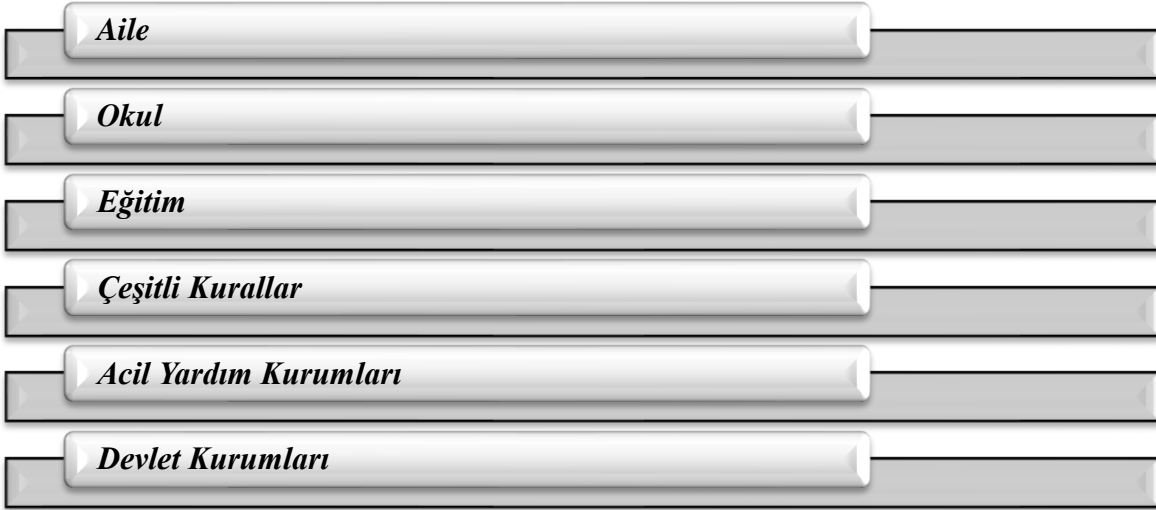 Aile
Okul
Eğitim
Çeşitli Kurallar
Acil Yardım Kurumları
Devlet Kurumları